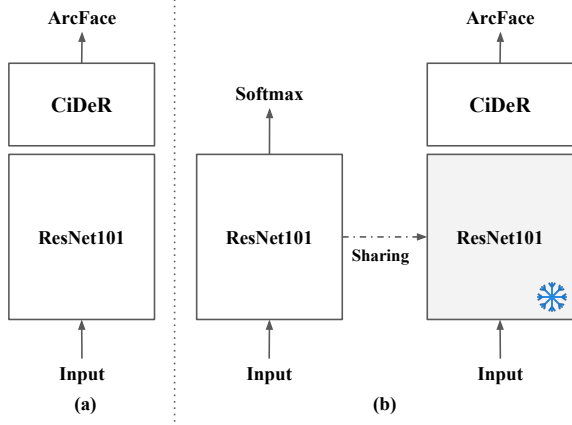 ArcFace
CiDeR
ResNet101
Input
(a)
Softmax
ResNet101
Input
Sharing
ArcFace
CiDeR
ResNet101
Input
(b)